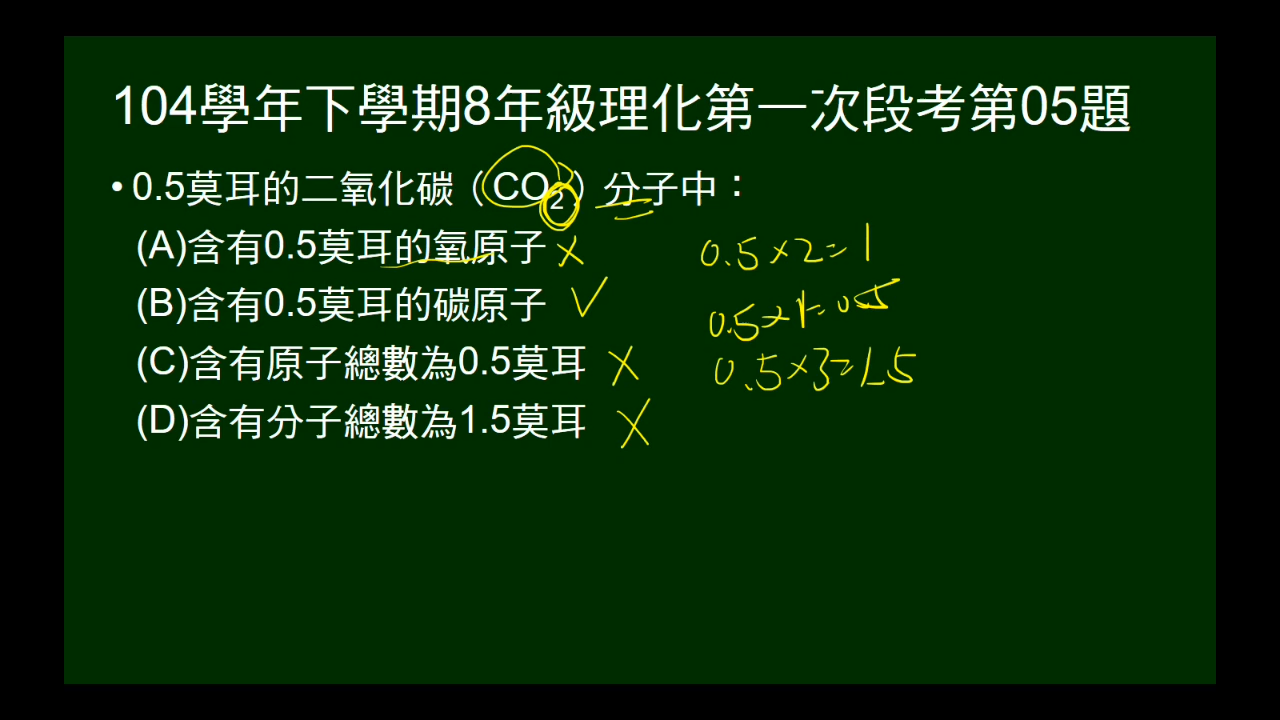 104學年下學期8年級理化第一次段考第05題
• 0.5莫耳的二氧化碳（CO₂）分子中：
(A)含有0.5莫耳的氧原子 × 0.5×2=1
(B)含有0.5莫耳的碳原子 ✓ 0.5×1=0.5
(C)含有原子總數為0.5莫耳 × 0.5×3=1.5
(D)含有分子總數為1.5莫耳 ×